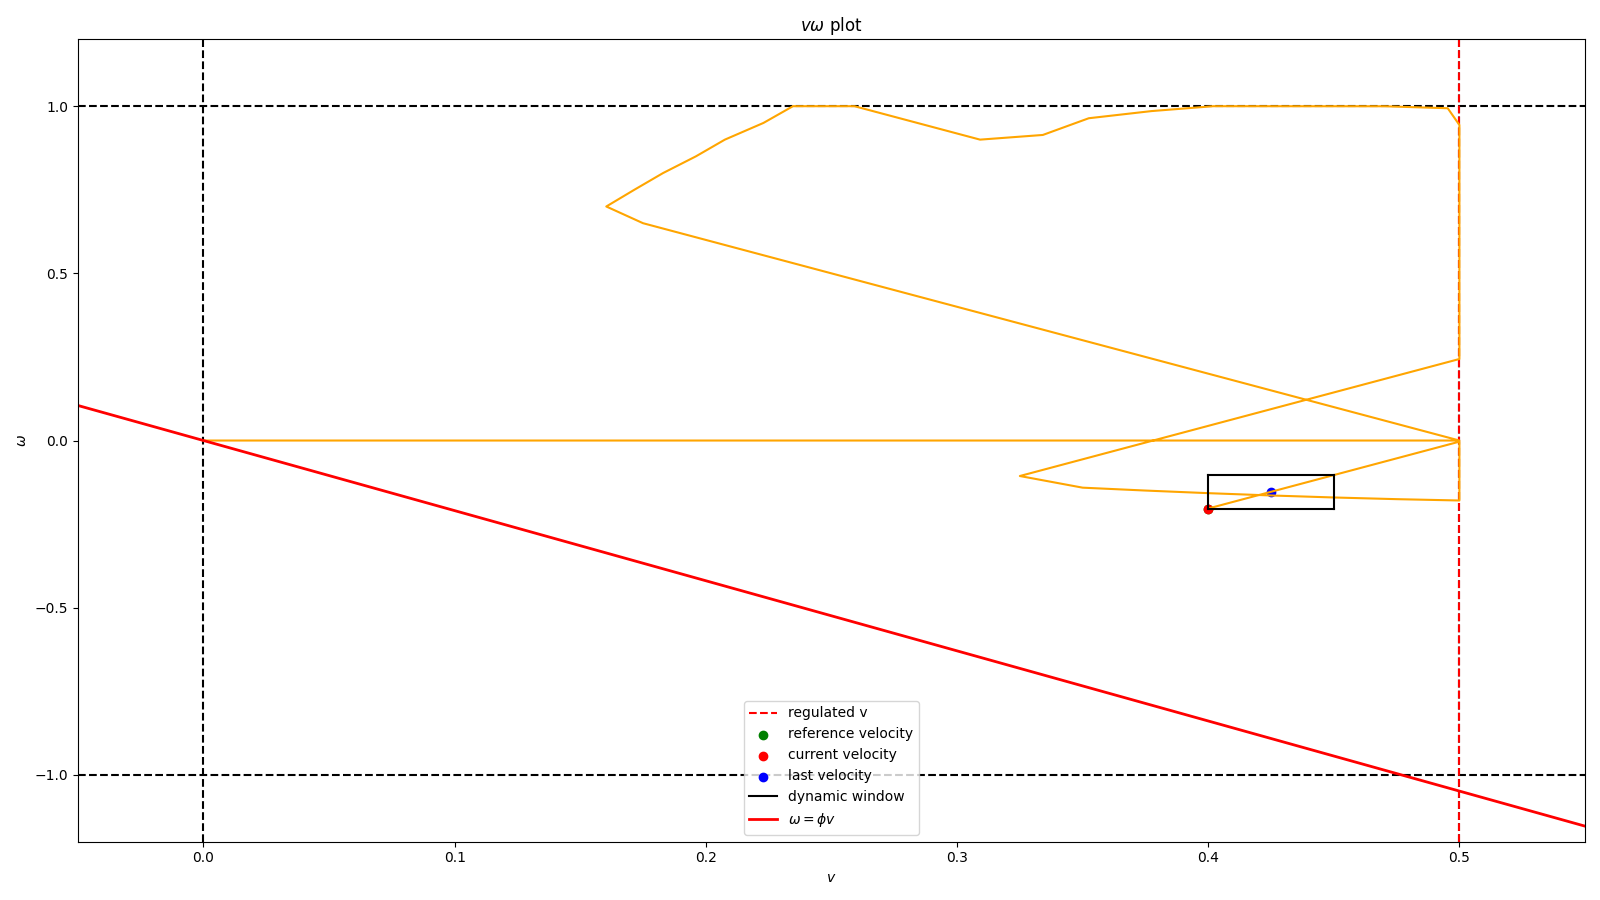 vω plot
1.0
0.5
0.0
−0.5
−1.0
ω
regulated v
reference velocity
current velocity
last velocity
dynamic window
ω = ϕv
0.0 0.1 0.2 0.3 0.4 0.5
v